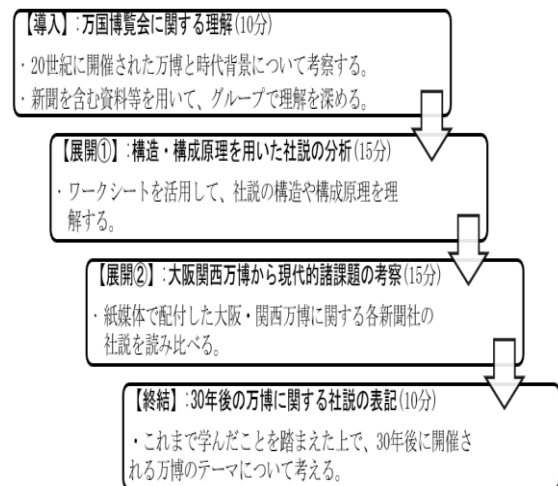 【導入】:万国博覧会に関する理解(10分)
・20世紀に開催された万博と時代背景について考察する。
・新聞を含む資料等を用いて、グループで理解を深める。
【展開①】:構造・構成原理を用いた社説の分析(15分)
・ワークシートを活用して、社説の構造や構成原理を理
解する。
【展開②】:大阪関西万博から現代的諸課題の考察(15分)
・紙媒体で配付した大阪・関西万博に関する各新聞社の
社説を読み比べる。
【終結】:30年後の万博に関する社説の表記(10分)
・これまで学んだことを踏まえた上で、30年後に開催さ
れる万博のテーマについて考える。